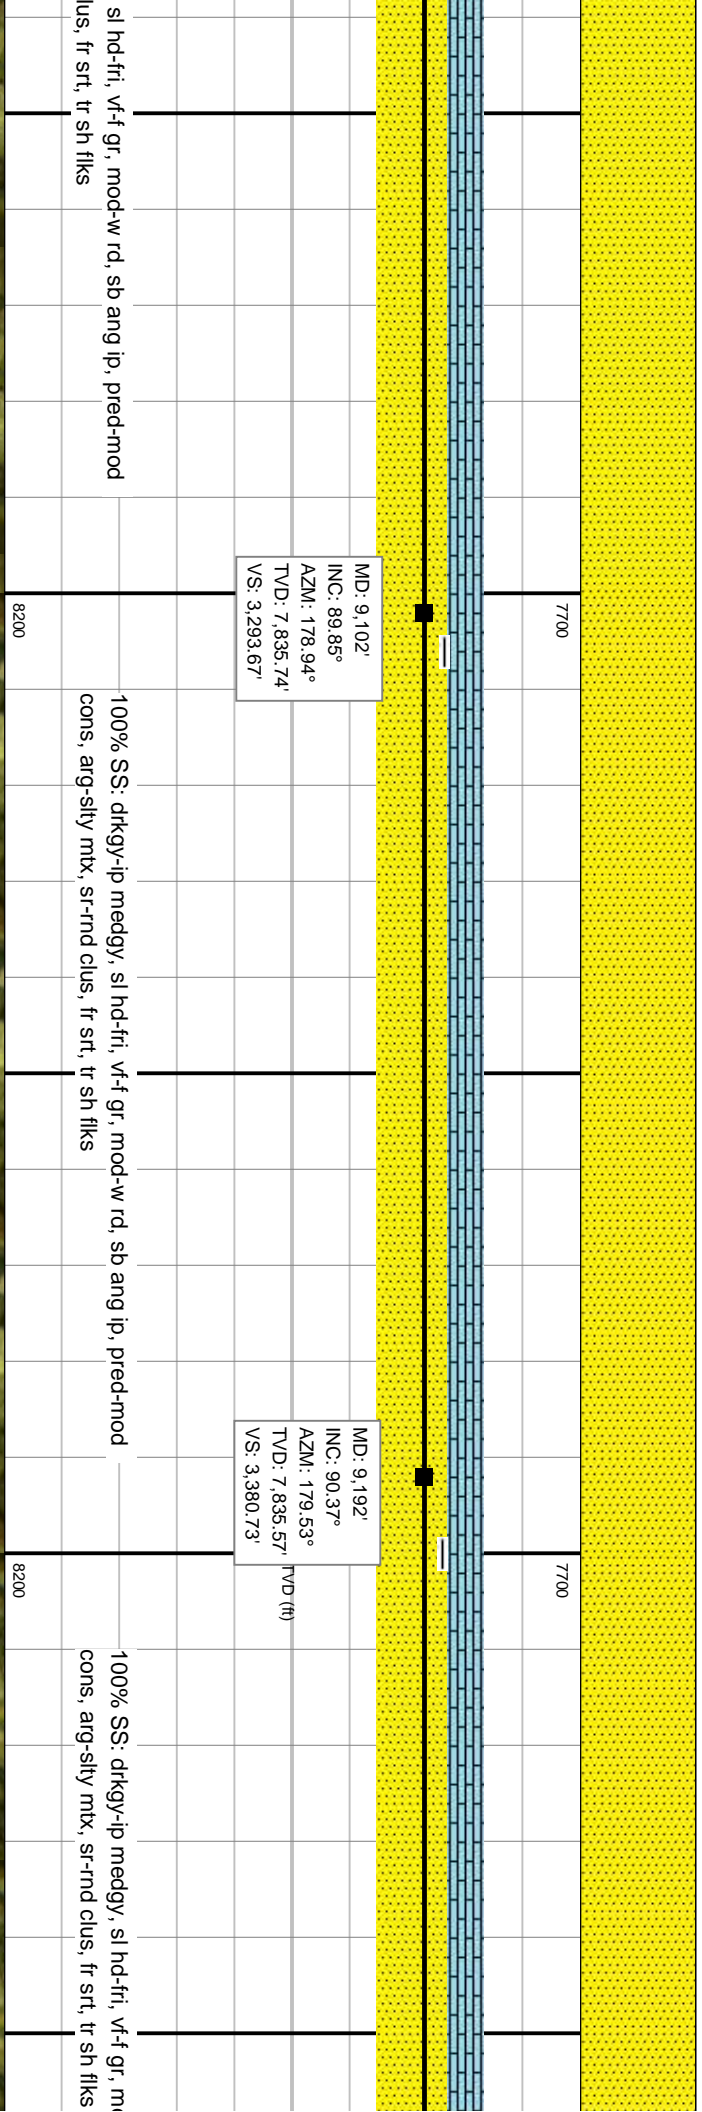 sl hd-fri, vf-f gr, mod-w rd, sb ang ip, pred-mod
lus, fr srt, tr sh flks
7700
8200
MD: 9,102'
INC: 89.85°
AZM: 178.94°
TVD: 7,835.74'
VS: 3,293.67'
100% SS: drkgy-ip medgy, sl hd-fri, vf-f gr, mod-w rd, sb ang ip, pred-mod
cons, arg-slty mtx, sr-rnd clus, fr srt, tr sh flks
MD: 9,192'
INC: 90.37°
AZM: 179.53°
TVD: 7,835.57'
VS: 3,380.73'
7700
TVD (ft)
8200
100% SS: drkgy-ip medgy, sl hd-fri, vf-f gr,
cons, arg-slty mtx, sr-rnd clus, fr srt, tr sh flks